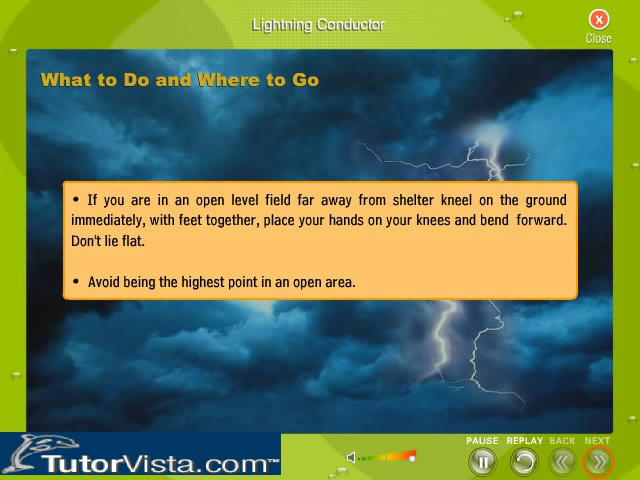 Lightning Conductor
X
Close
What to Do and Where to Go
• If you are in an open level field far away from shelter kneel on the ground
immediately, with feet together, place your hands on your knees and bend forward.
Don't lie flat.
• Avoid being the highest point in an open area.
PAUSE REPLAY BACK NEXT
TutorVista.com™